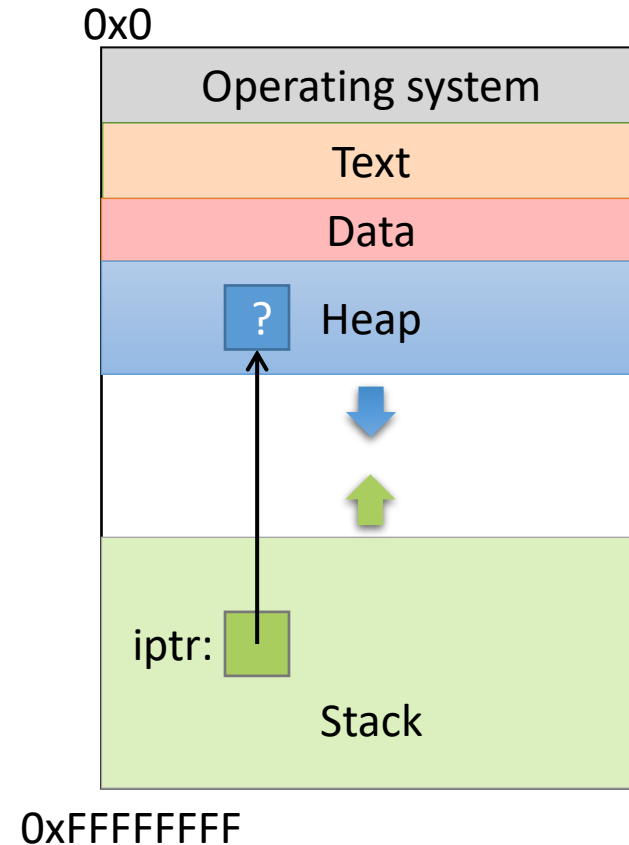 0x0
Operating system
Text
Data
? Heap
iptr:
Stack
0xFFFFFFFF